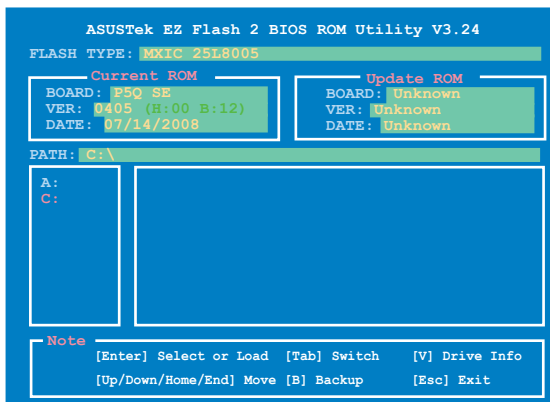 ASUSTek EZ Flash 2 BIOS ROM Utility V3.24
FLASH TYPE: MXIC 25L8005
Current ROM
BOARD: P5Q SE
VER: 0405 (H:00 B:12)
DATE: 07/14/2008
Update ROM
BOARD: Unknown
VER: Unknown
DATE: Unknown
PATH: C:\
A:
C:
Note
[Enter] Select or Load [Tab] Switch [V] Drive Info
[Up/Down/Home/End] Move [B] Backup [Esc] Exit